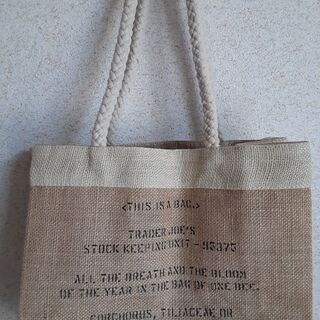 <THIS IS A BAG.>
TRADER JOE'S
STOCK KEEPING UNIT - 93375
ALL THE BREATH AND THE BLOOM
OF THE YEAR IN THE BAG OF ONE BEE.
CORCHORUS, TILIACEAE OR